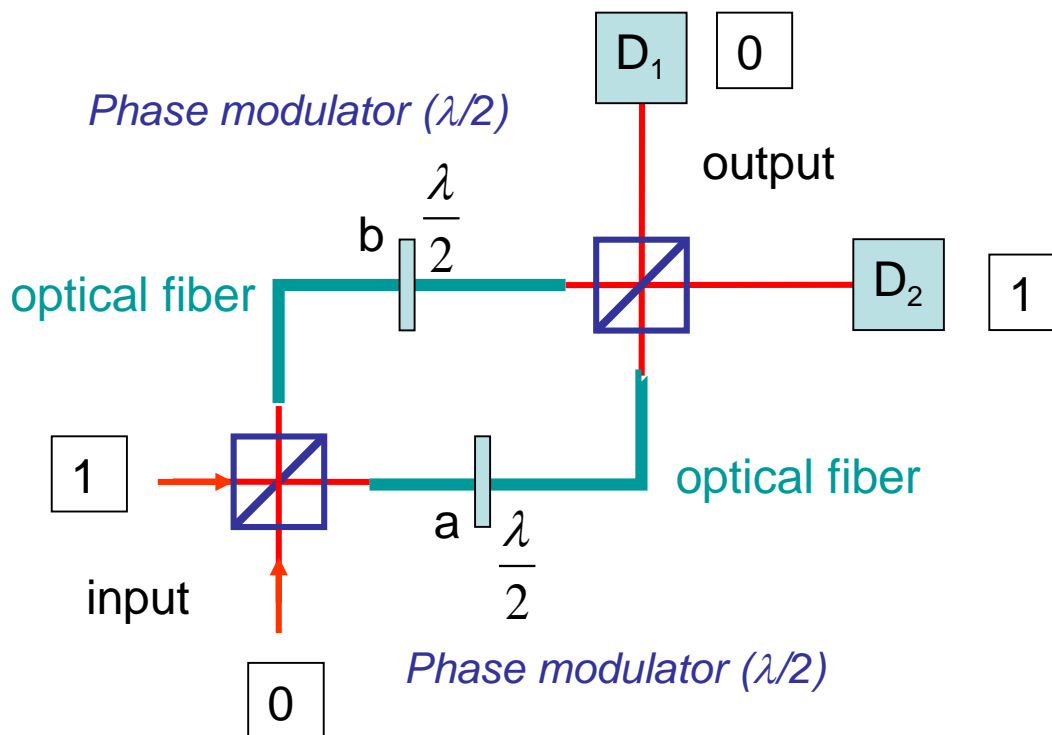 D₁ 0
Phase modulator (λ/2)
output
λ/2
b
optical fiber
D₂ 1
1
optical fiber
a
λ/2
input
Phase modulator (λ/2)
0